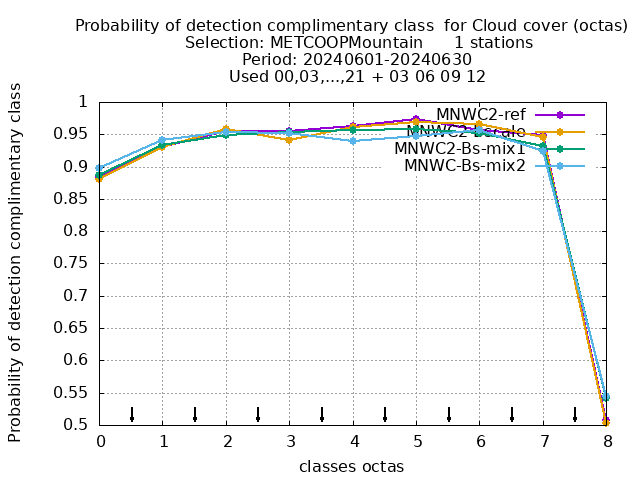 Probability of detection complimentary class  for Cloud cover (octas)
Selection: METCOOPMountain      1 stations
Period: 20240601-20240630
Used 00,03,...,21 + 03 06 09 12
Probability of detection complimentary class
1
0.95
0.9
0.85
0.8
0.75
0.7
0.65
0.6
0.55
0.5
MNWC2-ref
MNWC2-Bs-mix1
MNWC-Bs-mix2
0 1 2 3 4 5 6 7 8
classes octas